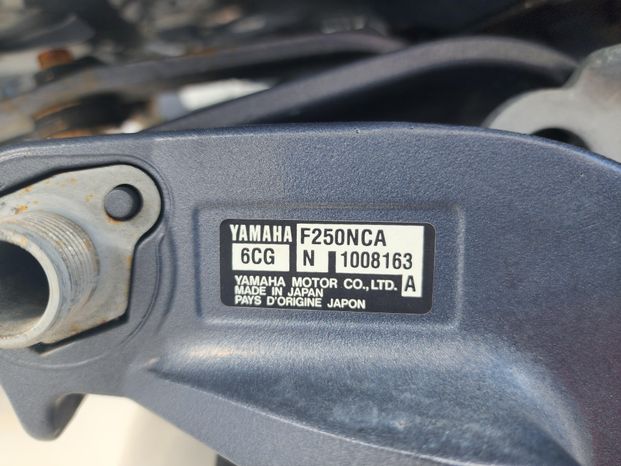 YAMAHA F250NCA
6CG N 1008163
YAMAHA MOTOR CO., LTD. A
MADE IN JAPAN
PAYS D'ORIGINE JAPON